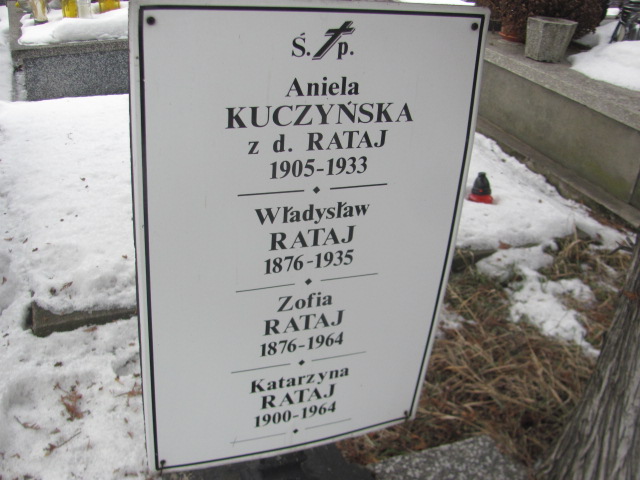 Ś. p.
Aniela
KUCZYŃSKA
z d. RATAJ
1905-1933
Władysław
RATAJ
1876-1935
Zofia
RATAJ
1876-1964
Katarzyna
RATAJ
1900-1964